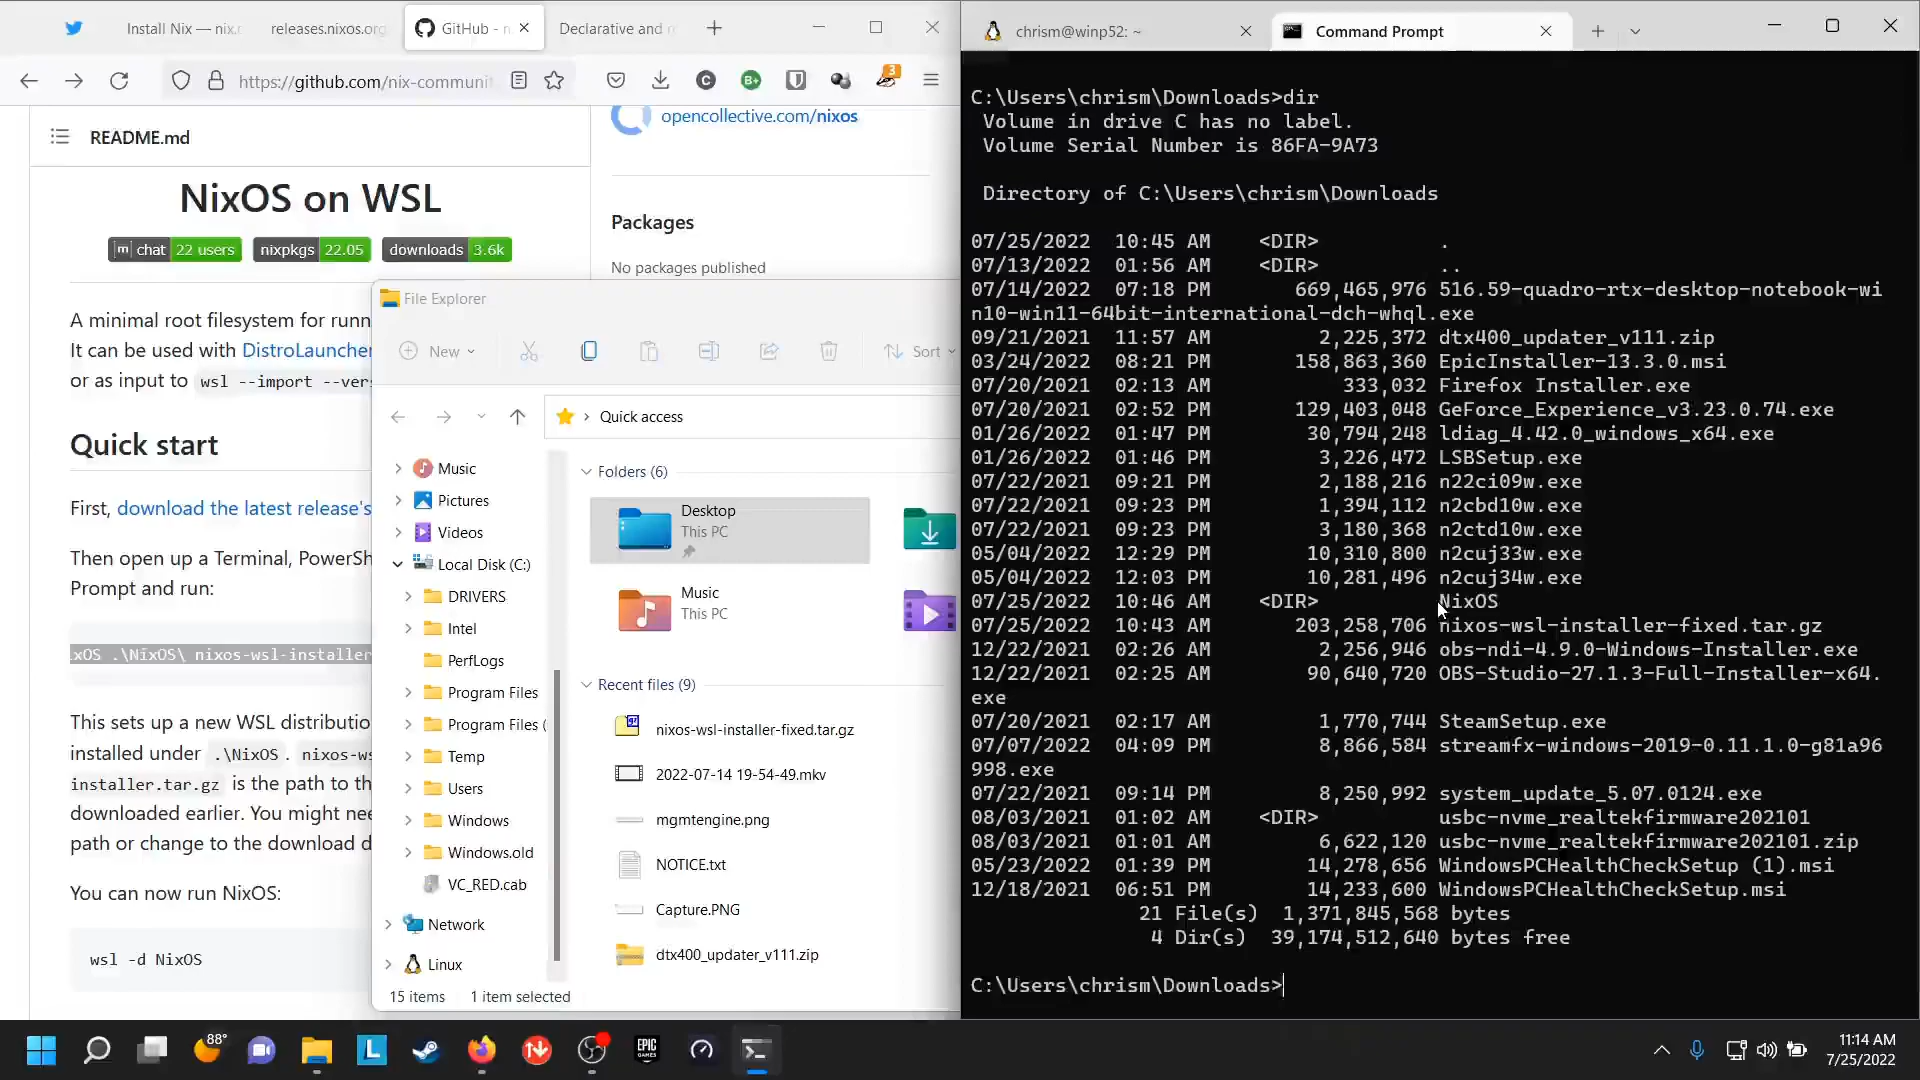 Install Nix — nix.
releases.nixos.org
GitHub - n
Declarative and r
https://github.com/nix-communit
3
README.md
opencollective.com/nixos
NixOS on WSL
chat 22 users
nixpkgs 22.05
downloads 3.6k
Packages
No packages published
A minimal root filesystem for runn
It can be used with DistroLauncher
or as input to wsl --import --vers
Quick start
First, download the latest release's
Then open up a Terminal, PowerSh
Prompt and run:
ixOS .\NixOS\ nixos-wsl-installer
This sets up a new WSL distributio
installed under .\NixOS. nixos-ws
installer.tar.gz is the path to th
downloaded earlier. You might nee
path or change to the download d
You can now run NixOS:
wsl -d NixOS
File Explorer
New
Sort
Quick access
Music
Pictures
Videos
Local Disk (C:)
DRIVERS
Intel
PerfLogs
Program Files
Program Files (
Temp
Users
Windows
Windows.old
VC_RED.cab
Network
Linux
Folders (6)
Desktop
This PC
Music
This PC
Recent files (9)
nixos-wsl-installer-fixed.tar.gz
2022-07-14 19-54-49.mkv
mgmtengine.png
NOTICE.txt
Capture.PNG
dtx400_updater_v111.zip
15 items
1 item selected
chrism@winp52: ~
Command Prompt
C:\Users\chrism\Downloads>dir
Volume in drive C has no label.
Volume Serial Number is 86FA-9A73
Directory of C:\Users\chrism\Downloads
07/25/2022  10:45 AM    <DIR>          .
07/13/2022  01:56 AM    <DIR>          ..
07/14/2022  07:18 PM       669,465,976 516.59-quadro-rtx-desktop-notebook-wi
n10-win11-64bit-international-dch-whql.exe
09/21/2021  11:57 AM         2,225,372 dtx400_updater_v111.zip
03/24/2022  08:21 PM       158,863,360 EpicInstaller-13.3.0.msi
07/20/2021  02:13 AM           333,032 Firefox Installer.exe
07/20/2021  02:52 PM       129,403,048 GeForce_Experience_v3.23.0.74.exe
01/26/2022  01:47 PM        30,794,248 ldiag_4.42.0_windows_x64.exe
01/26/2022  01:46 PM         3,226,472 LSBSetup.exe
07/22/2022  09:21 PM         2,188,216 n22ci09w.exe
07/22/2022  09:23 PM         1,394,112 n2cbd10w.exe
07/22/2022  09:23 PM         3,180,368 n2ctd10w.exe
05/04/2022  12:29 PM        10,310,800 n2cuj33w.exe
05/04/2022  12:03 PM        10,281,496 n2cuj34w.exe
07/25/2022  10:46 AM    <DIR>          NixOS
07/25/2022  10:43 AM       203,258,706 nixos-wsl-installer-fixed.tar.gz
12/22/2021  02:26 AM         2,256,946 obs-ndi-4.9.0-Windows-Installer.exe
12/22/2021  02:25 AM        90,640,720 OBS-Studio-27.1.3-Full-Installer-x64.
exe
07/20/2021  02:17 AM         1,770,744 SteamSetup.exe
07/07/2022  04:09 PM         8,866,584 streamfx-windows-2019-0.11.1.0-g81a96
998.exe
07/22/2022  09:14 PM         8,250,992 system_update_5.07.0124.exe
08/03/2021  01:02 AM    <DIR>          usbc-nvme_realtekfirmware202101
08/03/2021  01:01 AM         6,622,120 usbc-nvme_realtekfirmware202101.zip
05/23/2022  01:39 PM        14,278,656 WindowsPCHealthCheckSetup (1).msi
12/18/2021  06:51 PM        14,233,600 WindowsPCHealthCheckSetup.msi
21 File(s)  1,371,845,568 bytes
4 Dir(s)  39,174,512,640 bytes free
C:\Users\chrism\Downloads>
88°
L
EPIC
GAMES
11:14 AM
7/25/2022